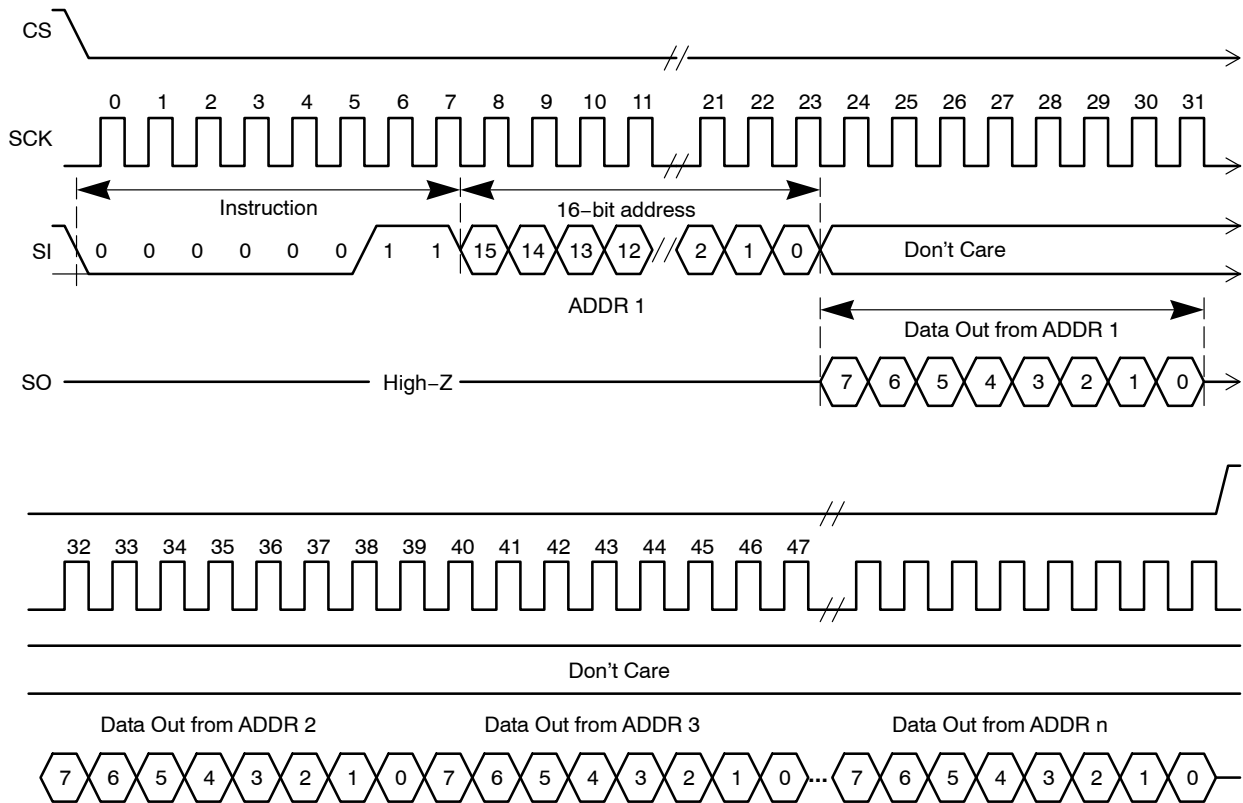 CS
0 1 2 3 4 5 6 7 8 9 10 11 21 22 23 24 25 26 27 28 29 30 31
SCK
Instruction
16−bit address
SI 0 0 0 0 0 0 1 1 15 14 13 12 2 1 0 Don't Care
ADDR 1
Data Out from ADDR 1
SO High−Z 7 6 5 4 3 2 1 0
32 33 34 35 36 37 38 39 40 41 42 43 44 45 46 47
Don't Care
Data Out from ADDR 2 Data Out from ADDR 3 Data Out from ADDR n
7 6 5 4 3 2 1 0 7 6 5 4 3 2 1 0 ... 7 6 5 4 3 2 1 0